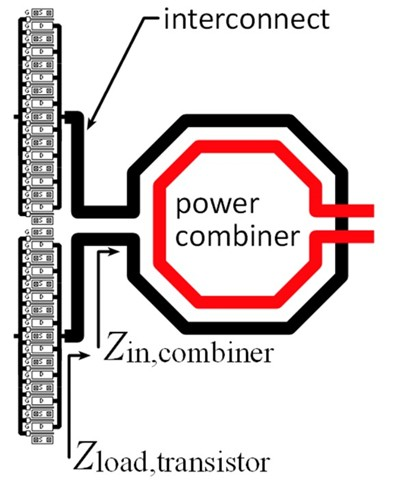 interconnect
power
combiner
Zin,combiner
Zload,transistor